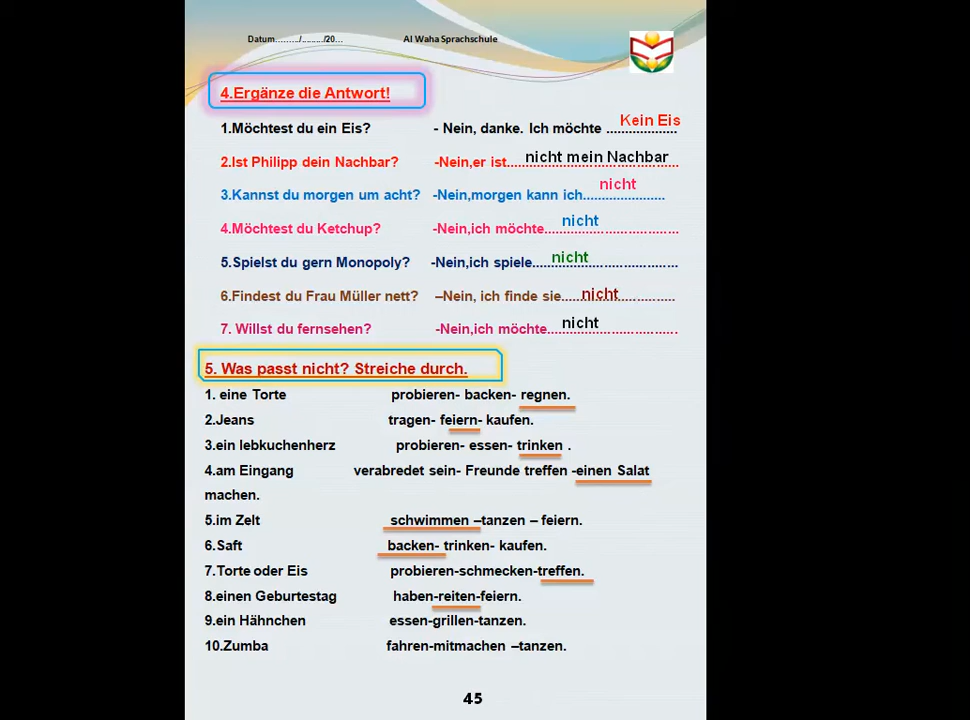 Datum………/………./20… Al Waha Sprachschule
4.Ergänze die Antwort!
1.Möchtest du ein Eis? - Nein, danke. Ich möchte ................... Kein Eis
2.Ist Philipp dein Nachbar? -Nein,er ist............................................ nicht mein Nachbar
3.Kannst du morgen um acht? -Nein,morgen kann ich...................... nicht
4.Möchtest du Ketchup? -Nein,ich möchte................................... nicht
5.Spielst du gern Monopoly? -Nein,ich spiele...................................... nicht
6.Findest du Frau Müller nett? –Nein, ich finde sie............................. nicht
7. Willst du fernsehen? -Nein,ich möchte.................................. nicht
5. Was passt nicht? Streiche durch.
1. eine Torte probieren- backen- regnen.
2.Jeans tragen- feiern- kaufen.
3.ein lebkuchenherz probieren- essen- trinken .
4.am Eingang verabredet sein- Freunde treffen -einen Salat
machen.
5.im Zelt schwimmen –tanzen – feiern.
6.Saft backen- trinken- kaufen.
7.Torte oder Eis probieren-schmecken-treffen.
8.einen Geburtestag haben-reiten-feiern.
9.ein Hähnchen essen-grillen-tanzen.
10.Zumba fahren-mitmachen –tanzen.
45